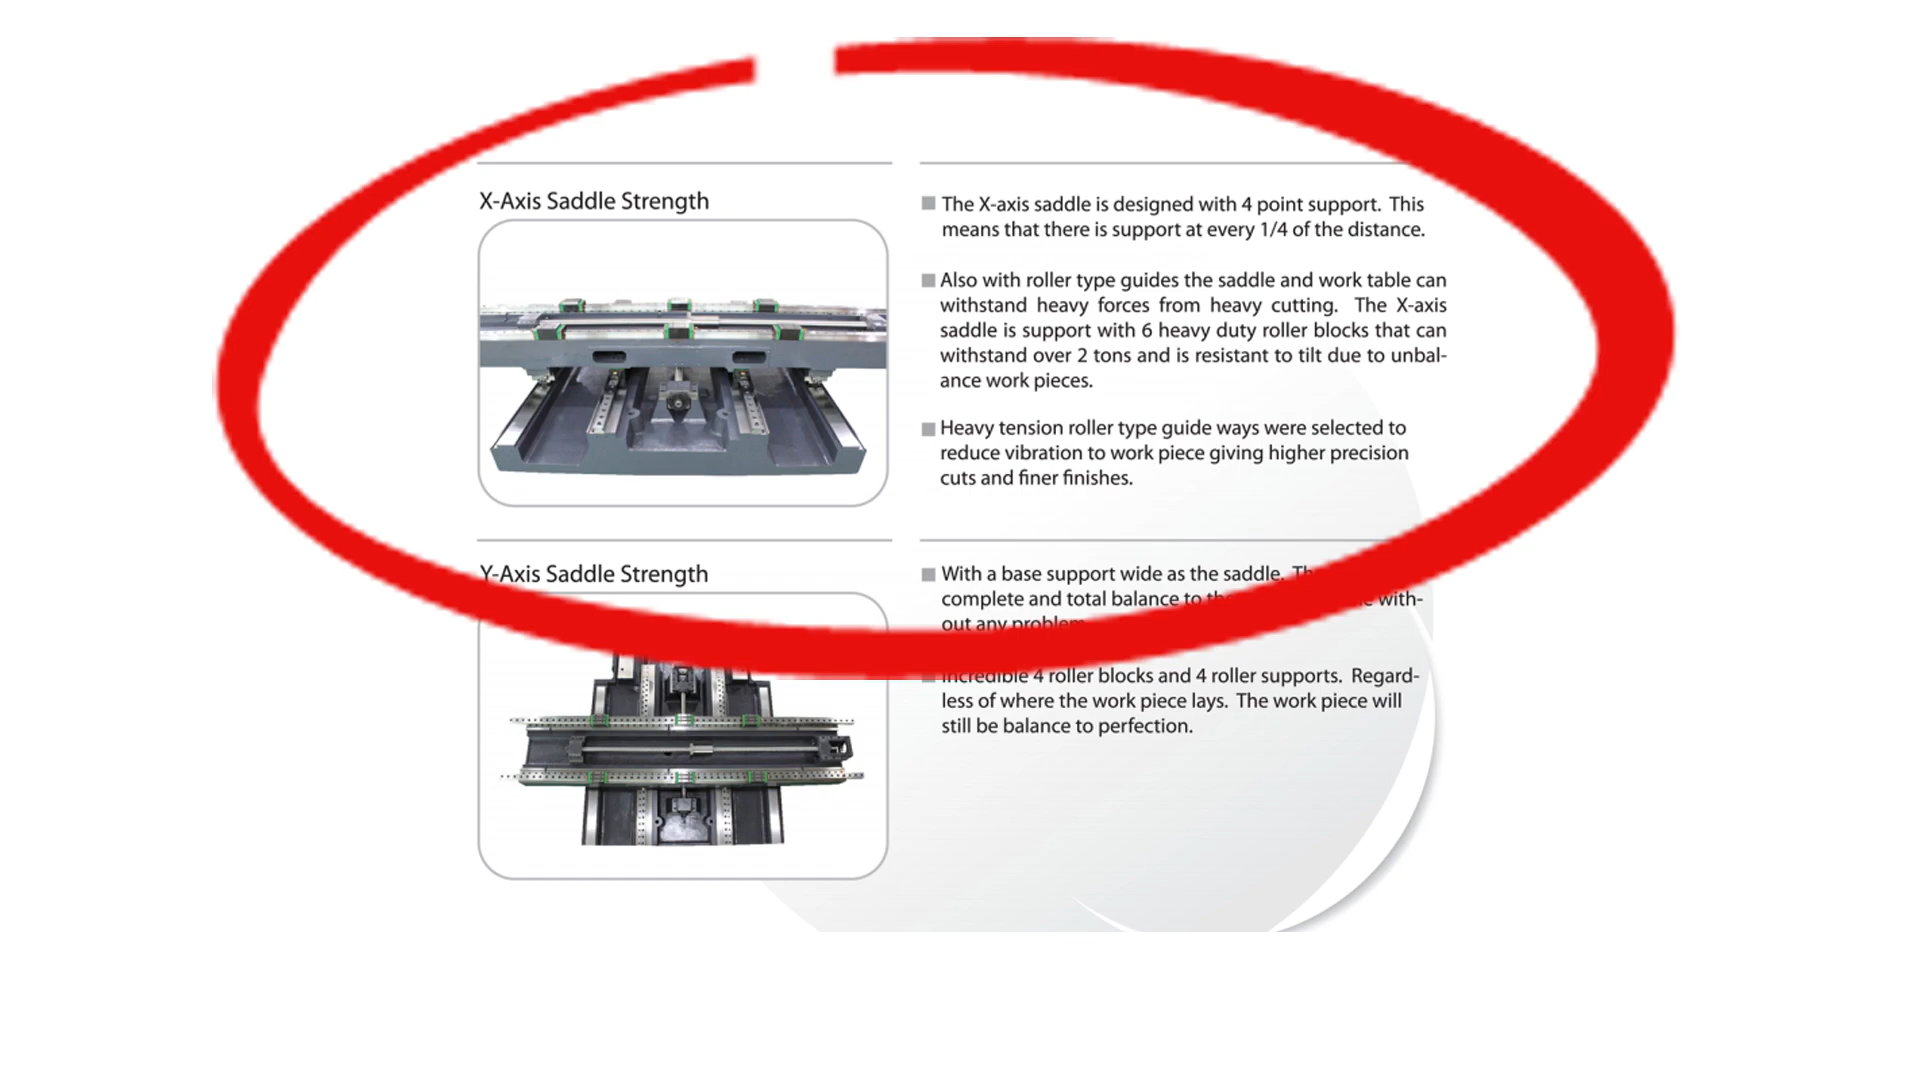 X-Axis Saddle Strength
The X-axis saddle is designed with 4 point support. This
means that there is support at every 1/4 of the distance.
Also with roller type guides the saddle and work table can
withstand heavy forces from heavy cutting. The X-axis
saddle is support with 6 heavy duty roller blocks that can
withstand over 2 tons and is resistant to tilt due to unbal-
ance work pieces.
Heavy tension roller type guide ways were selected to
reduce vibration to work piece giving higher precision
cuts and finer finishes.
Y-Axis Saddle Strength
With a base support wide as the saddle.
complete and total balance to with-
out any problem
Incredible 4 roller blocks and 4 roller supports. Regard-
less of where the work piece lays. The work piece will
still be balance to perfection.